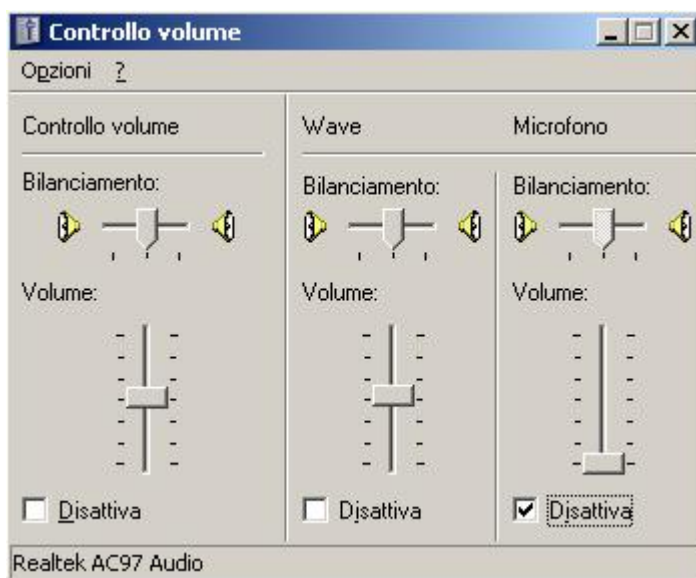 Controllo volume
Opzioni ?
Controllo volume Wave Microfono
Bilanciamento: Bilanciamento: Bilanciamento:
Volume: Volume: Volume:
Disattiva Disattiva Disattiva
Realtek AC97 Audio